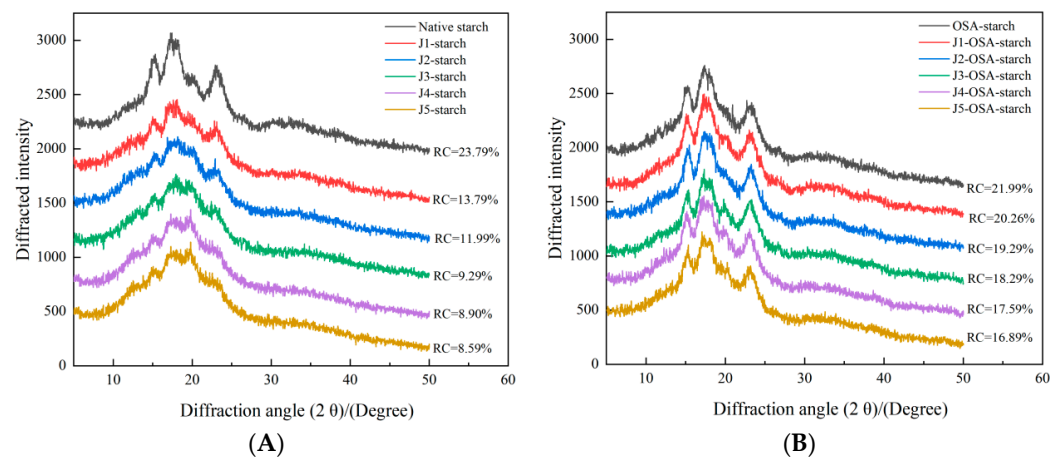 Native starch
J1-starch
J2-starch
J3-starch
J4-starch
J5-starch
3000
2500
2000
1500
1000
500
0
Diffracted intensity
RC=23.79%
RC=13.79%
RC=11.99%
RC=9.29%
RC=8.90%
RC=8.59%
10 20 30 40 50 60
Diffraction angle (2 θ)/(Degree)
(A)
OSA-starch
J1-OSA-starch
J2-OSA-starch
J3-OSA-starch
J4-OSA-starch
J5-OSA-starch
3000
2500
2000
1500
1000
500
0
Diffracted intensity
RC=21.99%
RC=20.26%
RC=19.29%
RC=18.29%
RC=17.59%
RC=16.89%
10 20 30 40 50 60
Diffraction angle (2 θ)/(Degree)
(B)